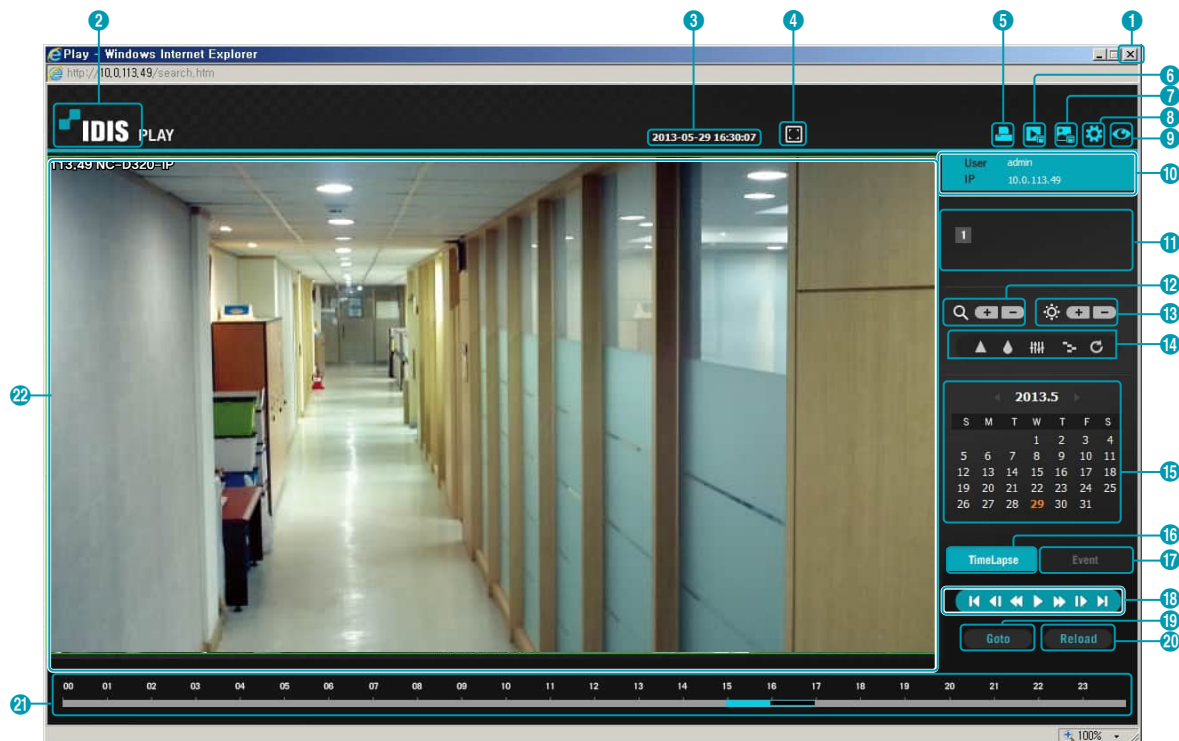 2 3 4 5 1
Play - Windows Internet Explorer
http://10.0.113.49/search.htm
6
7
8
9
IDIS PLAY
2013-05-29 16:30:07
113.49 NC-D320-IP
User admin
IP 10.0.113.49
10
1
11
12
+ -
+ -
13
14
22
2013.5
S M T W T F S
1 2 3 4
5 6 7 8 9 10 11
12 13 14 15 16 17 18
19 20 21 22 23 24 25
26 27 28 29 30 31
15
16
TimeLapse Event
17
18
19
Goto Reload
20
00 01 02 03 04 05 06 07 08 09 10 11 12 13 14 15 16 17 18 19 20 21 22 23
21
100%